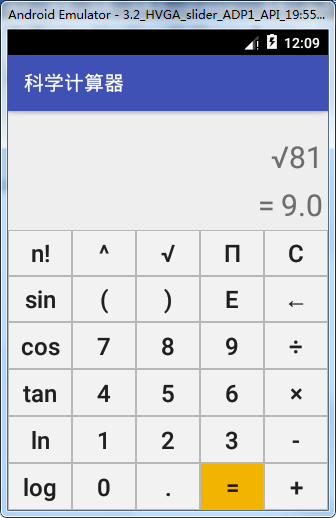 Android Emulator - 3.2_HVGA_slider_ADP1_API_19:55...
12:09
科学计算器
√81
= 9.0
n! ^ √ Π C
sin ( ) E ←
cos 7 8 9 ÷
tan 4 5 6 ×
ln 1 2 3 -
log 0 . = +